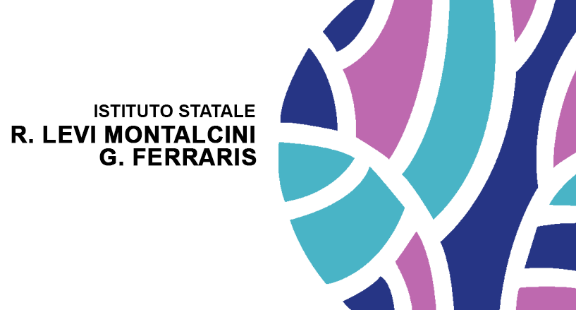 ISTITUTO STATALE
R. LEVI MONTALCINI
G. FERRARIS